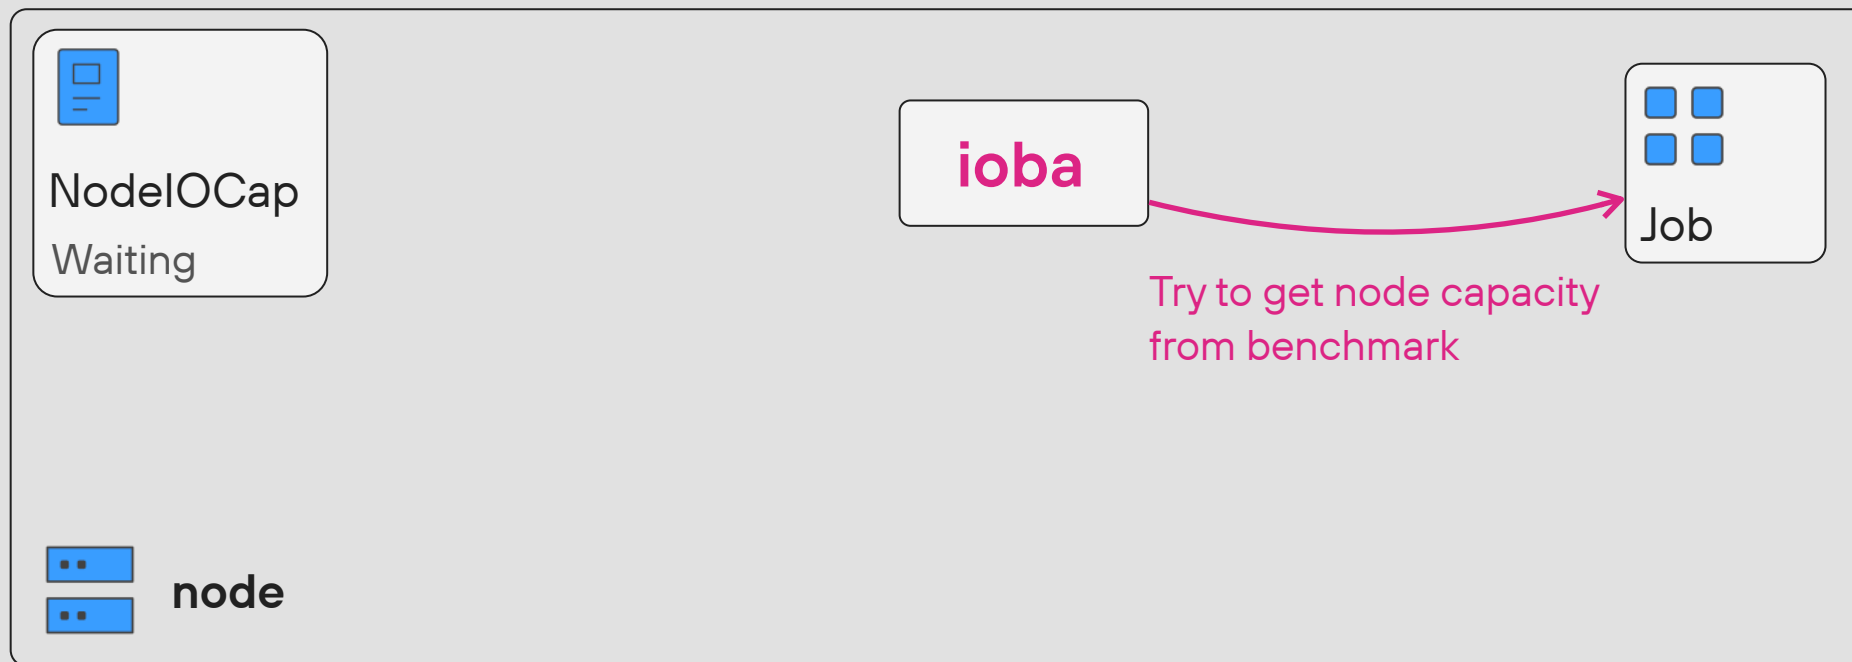 NodeIOCap
Waiting
ioba
Job
Try to get node capacity
from benchmark
node